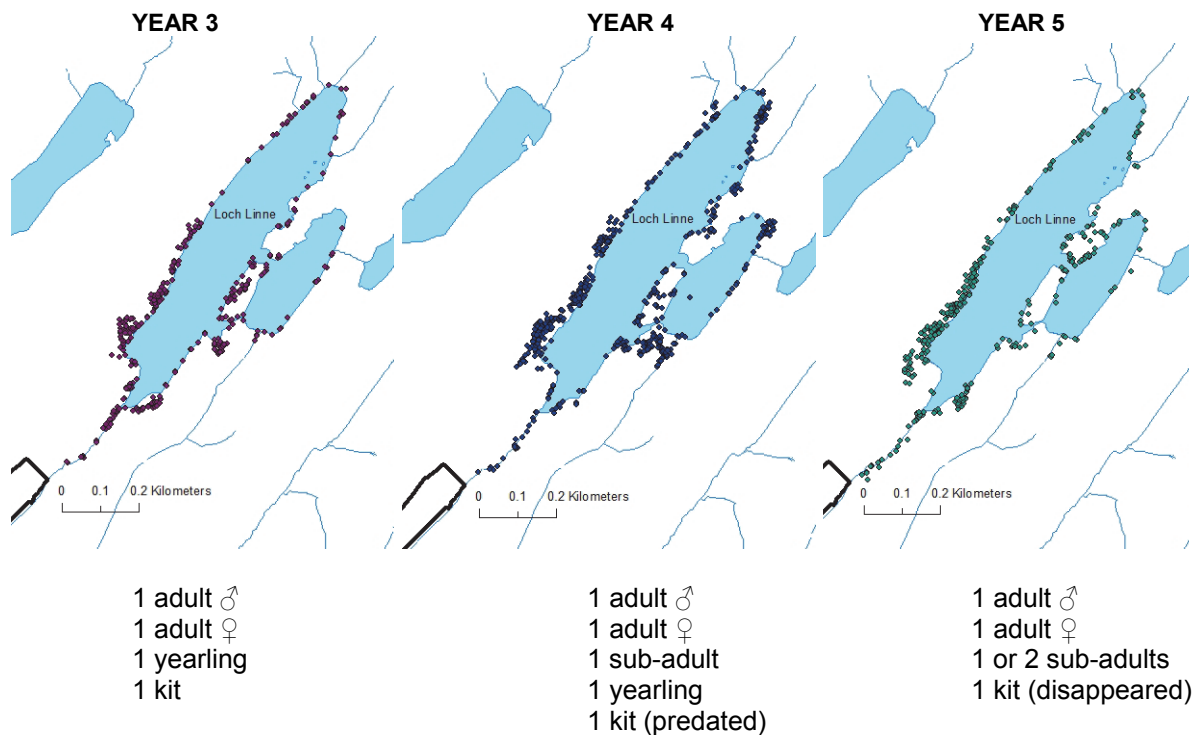 YEAR 3
YEAR 4
YEAR 5
Loch Linne
Loch Linne
Loch Linne
0 0.1 0.2 Kilometers
0 0.1 0.2 Kilometers
0 0.1 0.2 Kilometers
1 adult ♂
1 adult ♀
1 yearling
1 kit
1 adult ♂
1 adult ♀
1 sub-adult
1 yearling
1 kit (predated)
1 adult ♂
1 adult ♀
1 or 2 sub-adults
1 kit (disappeared)